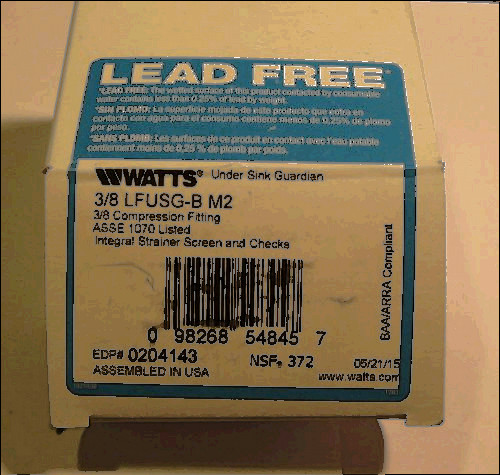 LEAD FREE*
*LEAD FREE: The wetted surface of this product contacted by consumable
water contains less than 0.25% of lead by weight.
*SIN PLOMO: La superficie mojada de este producto que entra en
contacto con agua para el consumo contiene menos de 0.25% de plomo
por peso.
*SANS PLOMB: Les surfaces de ce produit en contact avec l'eau potable
contiennent moins de 0,25 % de plomb par poids.
WATTS® Under Sink Guardian
3/8 LFUSG-B M2
3/8 Compression Fitting
ASSE 1070 Listed
Integral Strainer Screen and Checks
BAA/ARRA Compliant
0 98268 54845 7
EDP# 0204143
NSF® 372
05/21/15
ASSEMBLED IN USA
www.watts.com